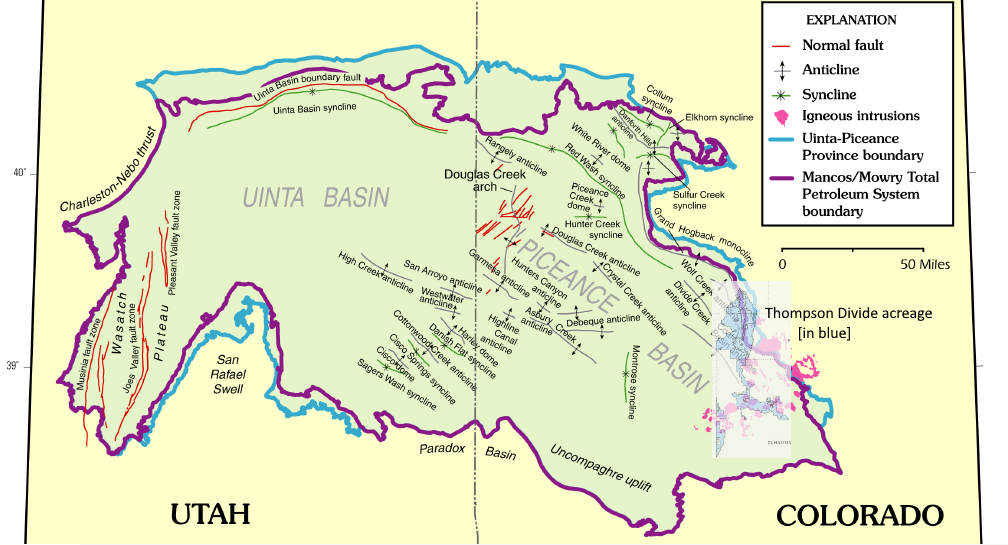 EXPLANATION
Normal fault
Anticline
Syncline
Igneous intrusions
Uinta-Piceance
Province boundary
Mancos/Mowry Total
Petroleum System
boundary
0
50 Miles
40°
39°
Charleston-Nebo thrust
Uinta Basin boundary fault
Uinta Basin syncline
UINTA BASIN
Pleasant Valley fault zone
Wasatch
Plateau
Musinia fault zone
Joes Valley fault zone
San
Rafael
Swell
Collum
syncline
Elkhorn syncline
Danforth Hills
anticline
White River dome
Red Wash syncline
Rangely anticline
Douglas Creek
arch
Piceance
Creek
dome
Hunter Creek
syncline
Sulfur Creek
syncline
Grand Hogback monocline
Douglas Creek anticline
PICEANCE
BASIN
Crystal Creek anticline
Wolf Creek
anticline
Divide Creek
anticline
Garmesa anticline
Hunters Canyon
anticline
High Creek anticline
San Arroyo anticline
Westwater
anticline
Asbury Creek
anticline
Debeque anticline
Highline
Canal
anticline
Harley dome
Danish Flat syncline
Cottonwood Creek anticline
Cisco Springs syncline
Cisco dome
Sagers Wash syncline
Montrose syncline
Thompson Divide acreage
[in blue]
Paradox
Basin
Uncompaghre uplift
UTAH
COLORADO